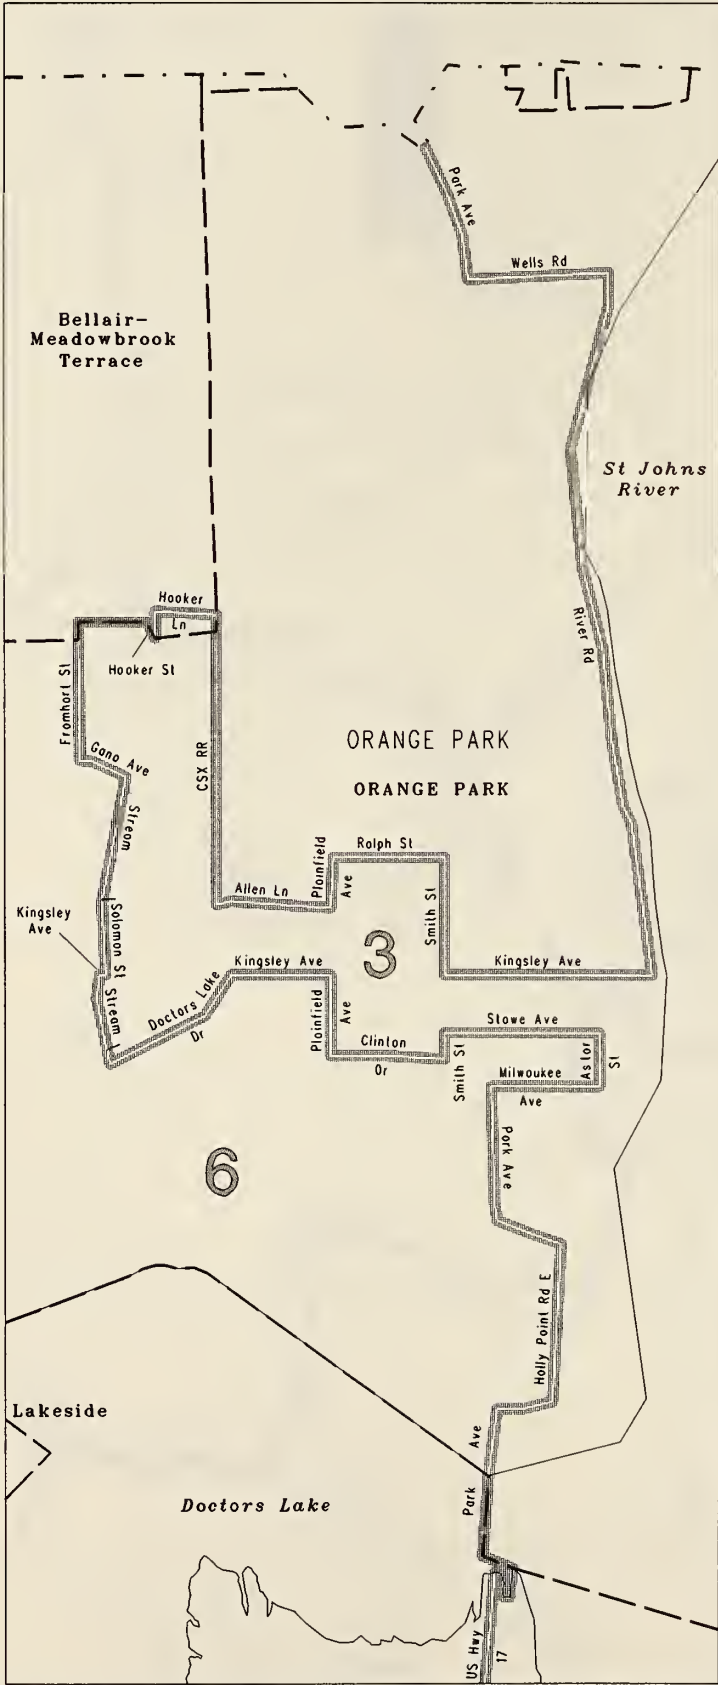 Park Ave
Wells Rd
Bellair-
Meadowbrook
Terrace
St Johns
River
Hooker
Ln
Hooker St
River Rd
Fromhart St
Gano Ave
CSX RR
ORANGE PARK
ORANGE PARK
Stream
Ralph St
Plainfield
Ave
Allen Ln
Smith St
Kingsley
Ave
Solomon St
3
Kingsley Ave
Kingsley Ave
Stream
Doctors Lake
Dr
Plainfield
Ave
Clinton
Dr
Stowe Ave
Smith St
Astor
St
Milwaukee
Ave
Park Ave
6
Holly Point Rd E
Lakeside
Park
Ave
Doctors Lake
US Hwy
17